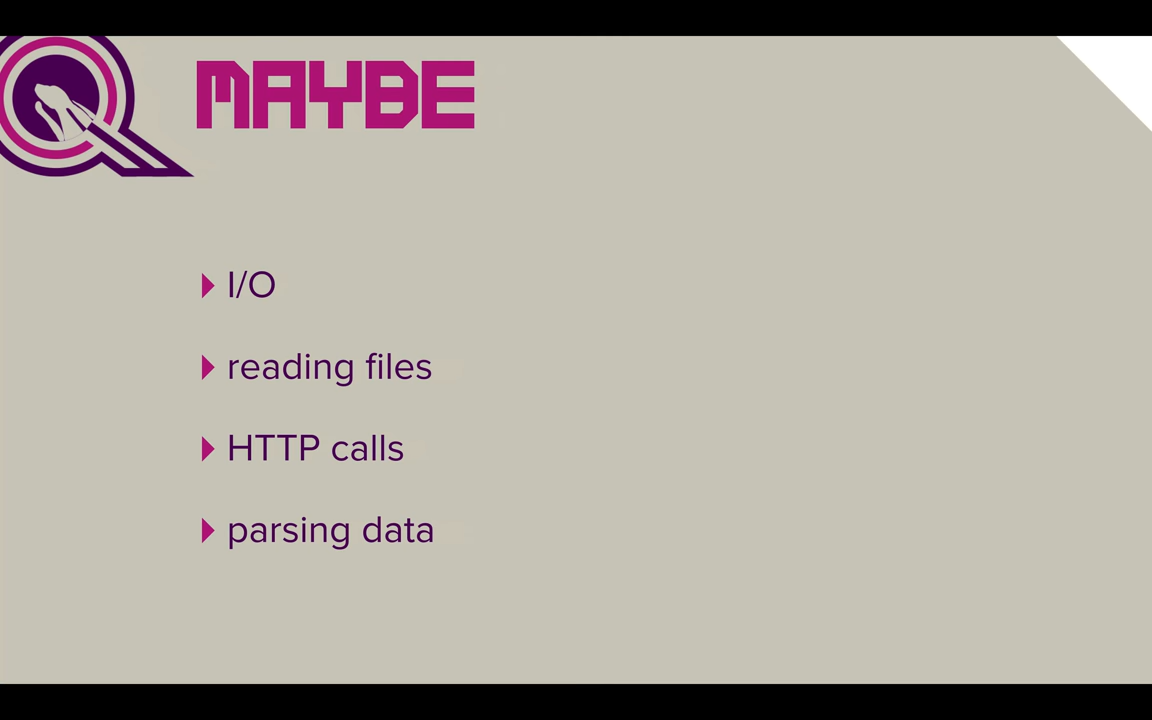 MAYBE
I/O
reading files
HTTP calls
parsing data